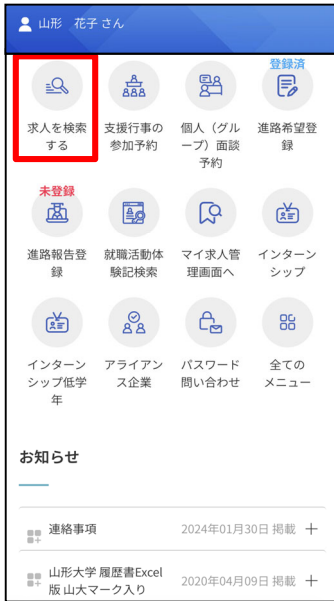 山形　花子 さん
登録済
求人を検索
する
支援行事の
参加予約
個人（グル
ープ）面談
予約
進路希望登
録
未登録
進路報告登
録
就職活動体
験記検索
マイ求人管
理画面へ
インターン
シップ
インターン
シップ低学
年
アライアン
ス企業
パスワード
問い合わせ
全ての
メニュー
お知らせ
連絡事項 2024年01月30日 掲載 ＋
山形大学 履歴書Excel
版 山大マーク入り 2020年04月09日 掲載 ＋